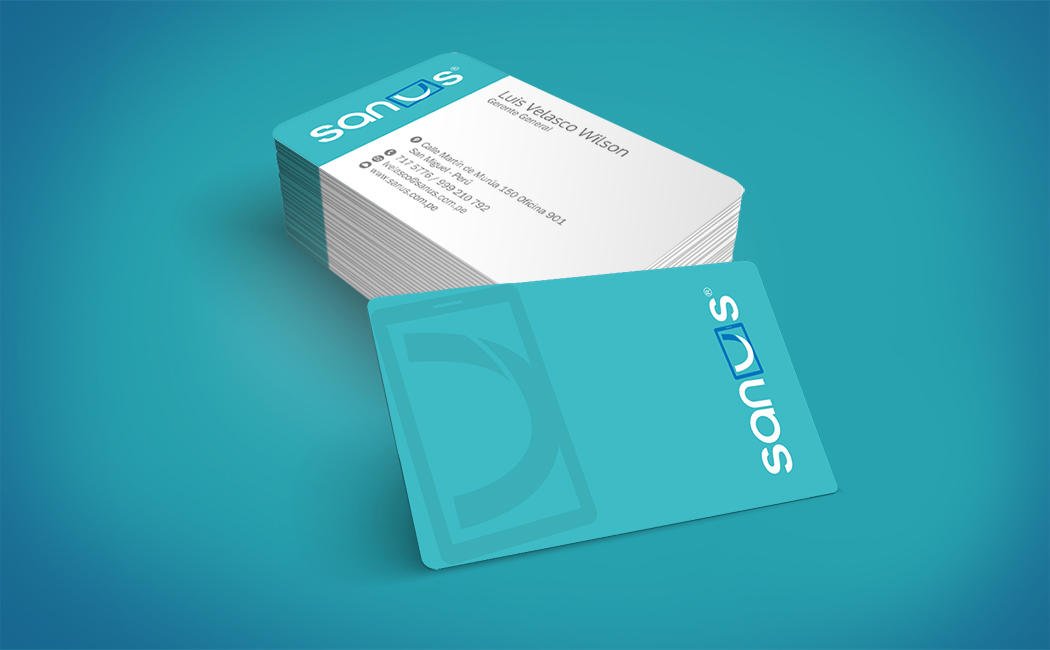 sanus®
Luis Velasco Wilson
Gerente General
Calle Martín de Murúa 150 Oficina 901
San Miguel - Perú
717 5776 / 999 210 792
lvelasco@sanus.com.pe
www.sanus.com.pe
sanus®